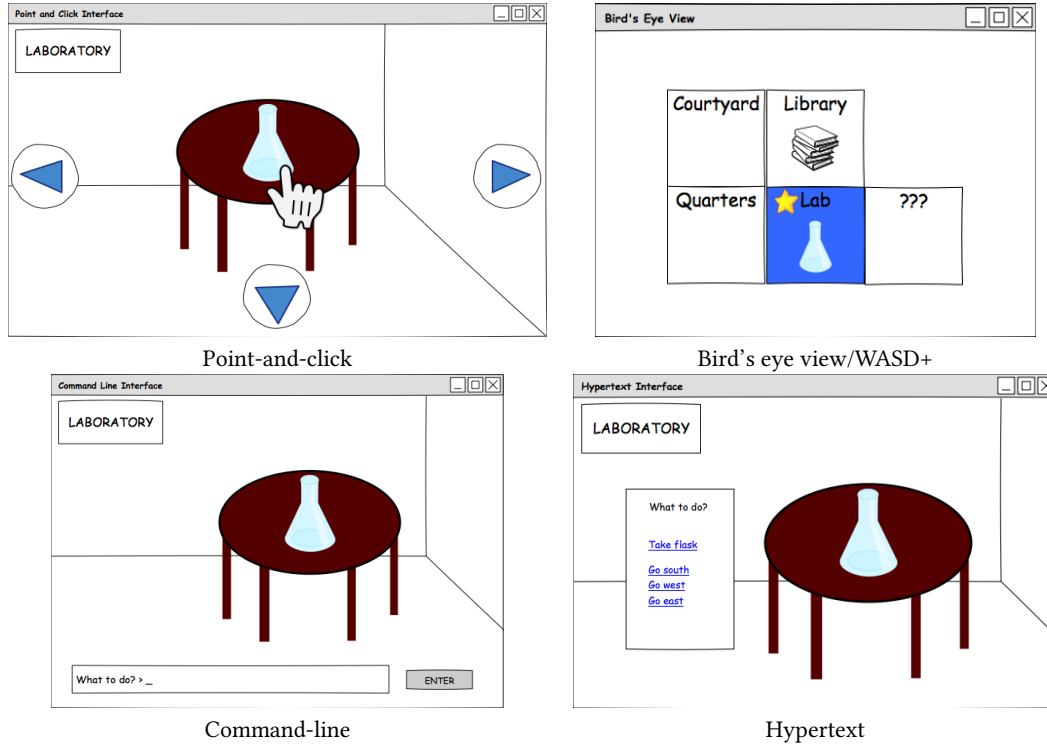 Point and Click Interface
LABORATORY
Point-and-click
Bird's Eye View
Courtyard Library
Quarters Lab ???
Bird’s eye view/WASD+
Command Line Interface
LABORATORY
What to do? > _
ENTER
Command-line
Hypertext Interface
LABORATORY
What to do?
Take flask
Go south
Go west
Go east
Hypertext